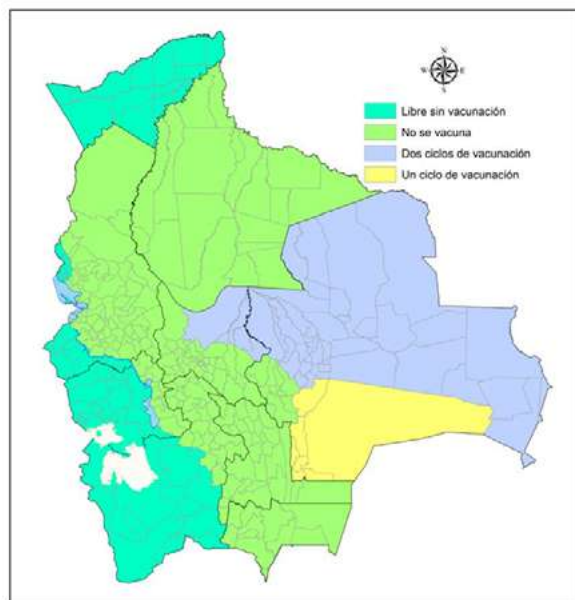 N
W E
S
Libre sin vacunación
No se vacuna
Dos ciclos de vacunación
Un ciclo de vacunación